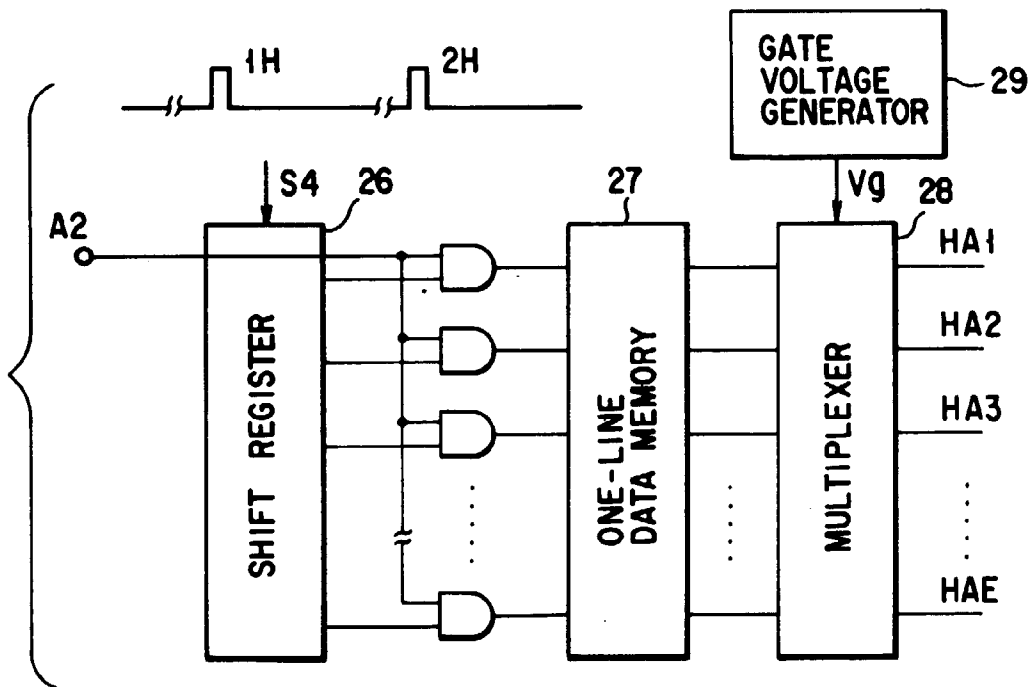 1H
2H
GATE
VOLTAGE
GENERATOR
29
S4
26
27
Vg
28
A2
SHIFT REGISTER
ONE-LINE
DATA MEMORY
MULTIPLEXER
HA1
HA2
HA3
HAE